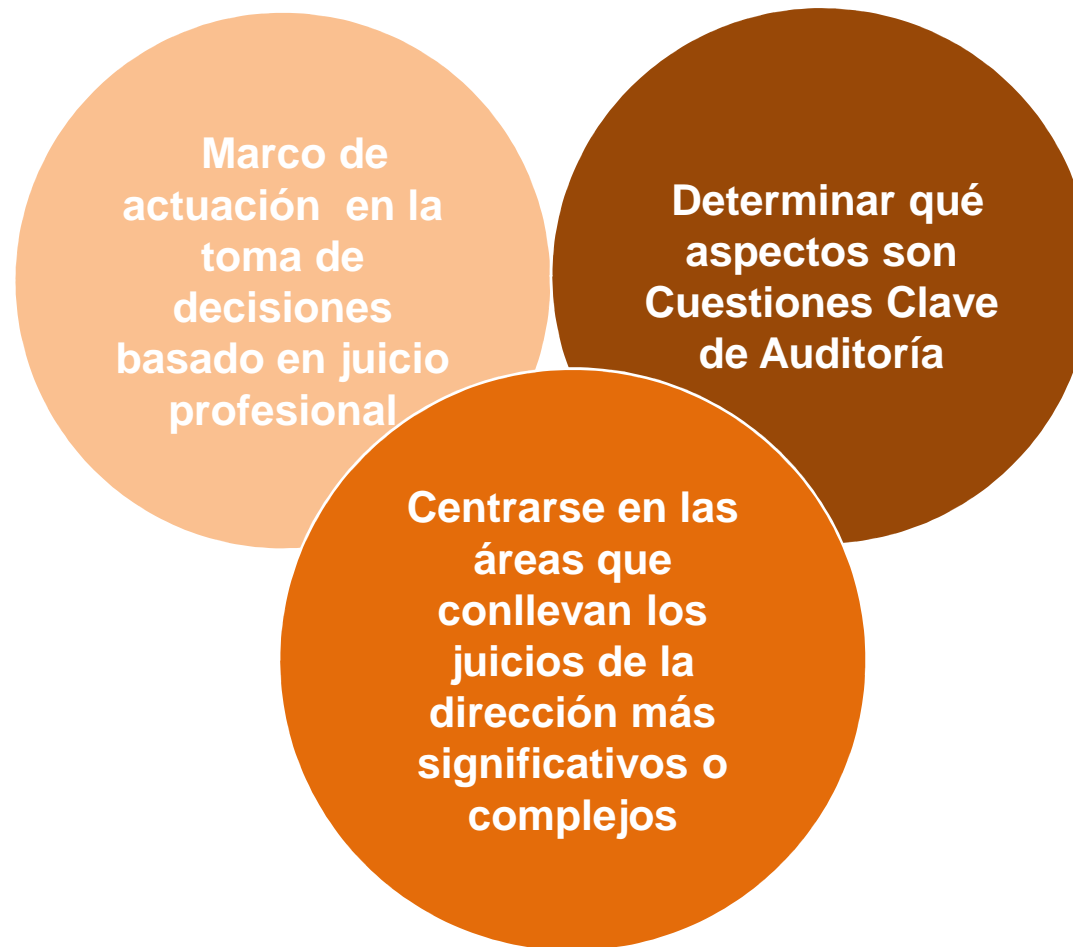 Marco de
actuación en la
toma de
decisiones
basado en juicio
profesional
Determinar qué
aspectos son
Cuestiones Clave
de Auditoría
Centrarse en las
áreas que
conllevan los
juicios de la
dirección más
significativos o
complejos